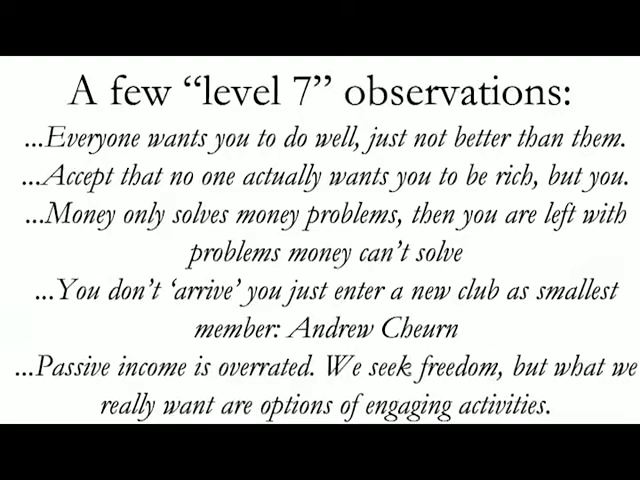 A few “level 7” observations:
...Everyone wants you to do well, just not better than them.
...Accept that no one actually wants you to be rich, but you.
...Money only solves money problems, then you are left with
problems money can’t solve
...You don’t ‘arrive’ you just enter a new club as smallest
member: Andrew Cheurn
...Passive income is overrated. We seek freedom, but what we
really want are options of engaging activities.